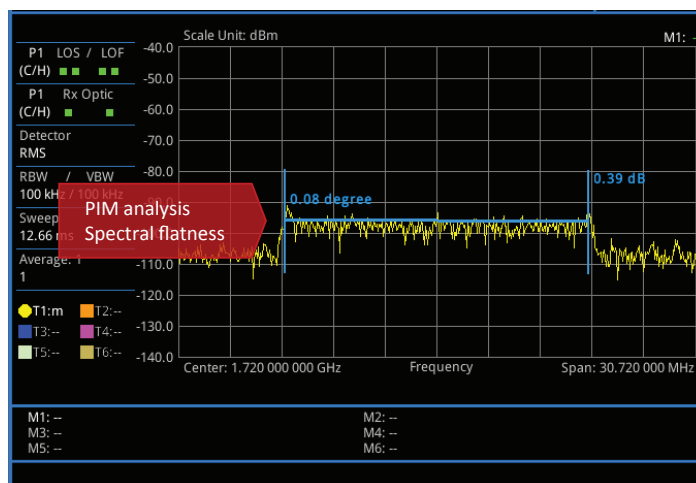 Scale Unit: dBm
M1: -
P1 LOS / LOF
(C/H)
P1 Rx Optic
(C/H)
Detector
RMS
RBW / VBW
100 kHz / 100 kHz
Sweep
12.66 ms
Average: 1
1
T1:m T2:--
T3:-- T4:--
T5:-- T6:--
-40.0
-50.0
-60.0
-70.0
-80.0
-90.0
-110.0
-120.0
-130.0
-140.0
PIM analysis
Spectral flatness
0.08 degree
0.39 dB
Center: 1.720 000 000 GHz Frequency Span: 30.720 000 MHz
M1: -- M2: --
M3: -- M4: --
M5: -- M6: --